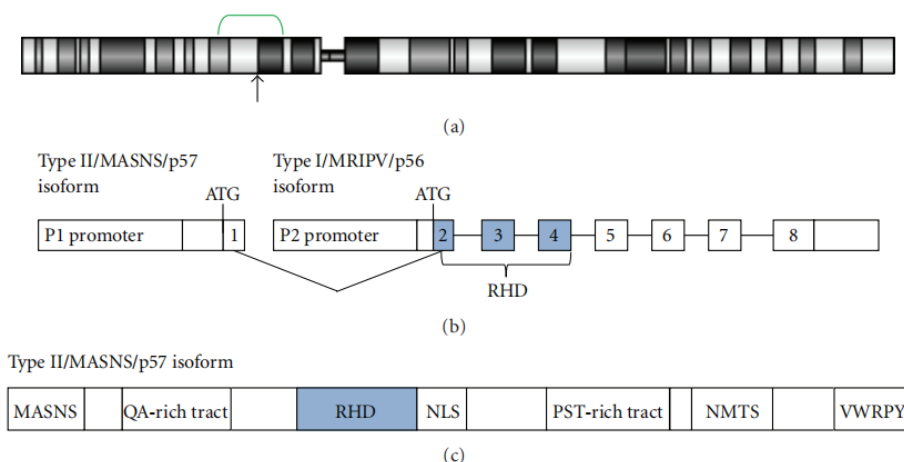 (a)
Type II/MASNS/p57
isoform
Type I/MRIPV/p56
isoform
ATG
ATG
P1 promoter
1
P2 promoter
2
3
4
5
6
7
8
RHD
(b)
Type II/MASNS/p57 isoform
MASNS
QA-rich tract
RHD
NLS
PST-rich tract
NMTS
VWRPY
(c)